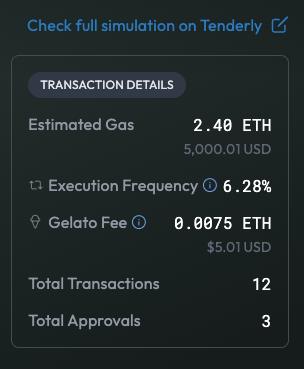 Check full simulation on Tenderly
TRANSACTION DETAILS
Estimated Gas 2.40 ETH
5,000.01 USD
Execution Frequency 6.28%
Gelato Fee 0.0075 ETH
$5.01 USD
Total Transactions 12
Total Approvals 3